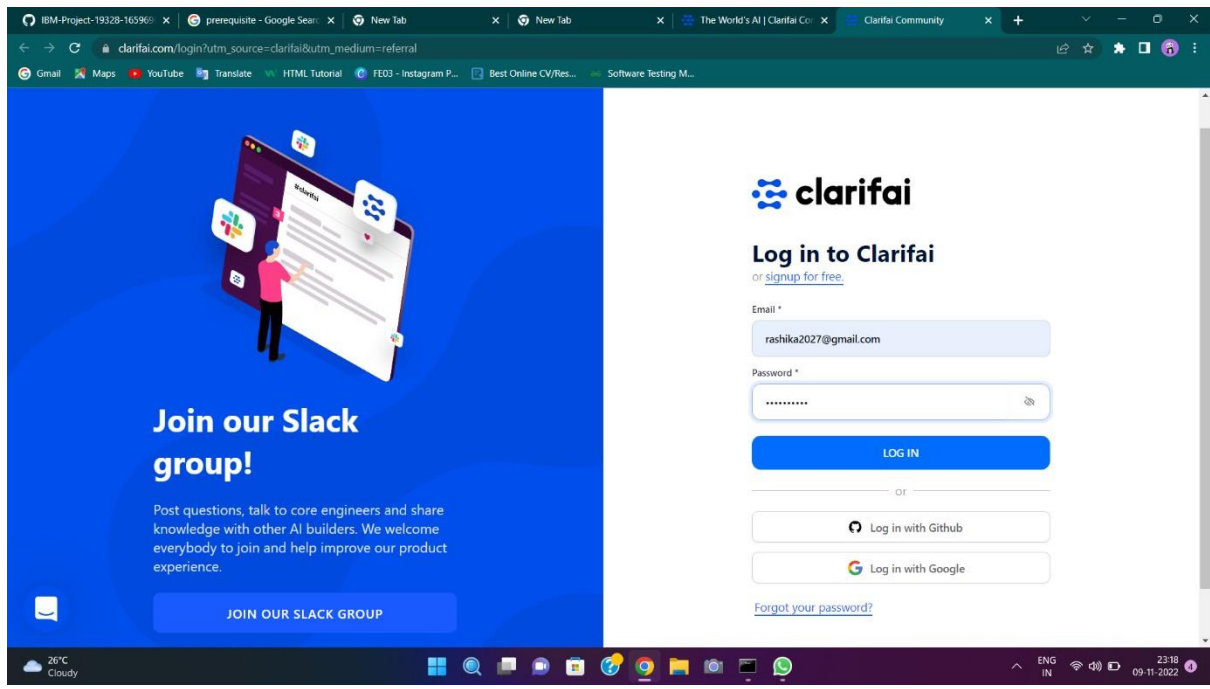 IBM-Project-19328-165969
prerequisite - Google Searc
New Tab
New Tab
The World's AI | Clarifai Cor
Clarifai Community
clarifai.com/login?utm_source=clarifai&utm_medium=referral
Gmail Maps YouTube Translate HTML Tutorial FE03 - Instagram P... Best Online CV/Res... Software Testing M...
#clarifai
Join our Slack
group!
Post questions, talk to core engineers and share
knowledge with other AI builders. We welcome
everybody to join and help improve our product
experience.
JOIN OUR SLACK GROUP
clarifai
Log in to Clarifai
or signup for free.
Email *
rashika2027@gmail.com
Password *
••••••••••
LOG IN
or
Log in with Github
Log in with Google
Forgot your password?
26°C
Cloudy
ENG
IN
23:18
09-11-2022
4